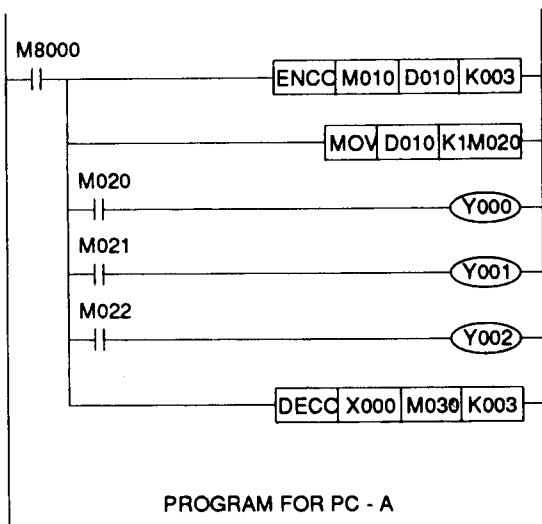 M8000
ENCO M010 D010 K003
MOV D010 K1M020
M020
Y000
M021
Y001
M022
Y002
DECO X000 M030 K003
PROGRAM FOR PC - A